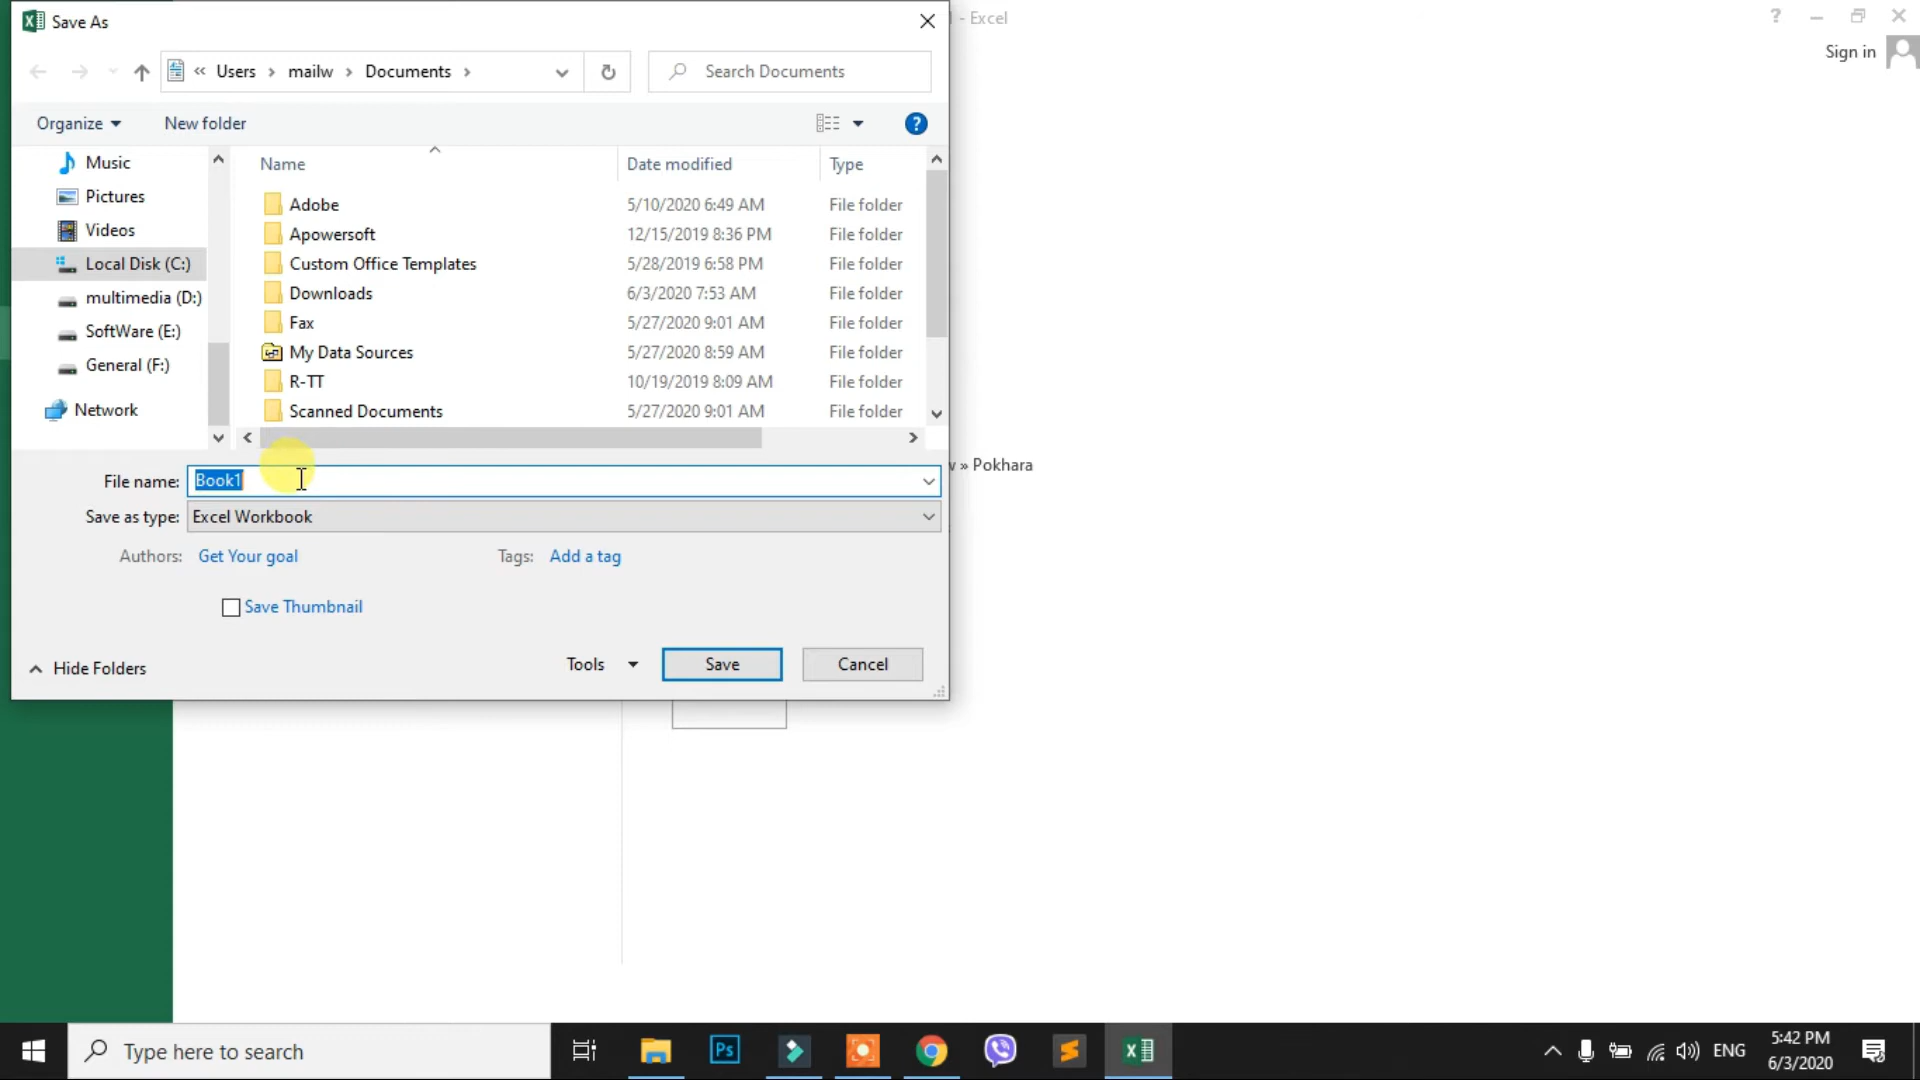 Save As
- Excel
Sign in
« Users › mailw › Documents ›
Search Documents
Organize
New folder
Name
Date modified
Type
Music
Pictures
Videos
Local Disk (C:)
multimedia (D:)
SoftWare (E:)
General (F:)
Network
Adobe 5/10/2020 6:49 AM File folder
Apowersoft 12/15/2019 8:36 PM File folder
Custom Office Templates 5/28/2019 6:58 PM File folder
Downloads 6/3/2020 7:53 AM File folder
Fax 5/27/2020 9:01 AM File folder
My Data Sources 5/27/2020 8:59 AM File folder
R-TT 10/19/2019 8:09 AM File folder
Scanned Documents 5/27/2020 9:01 AM File folder
» Pokhara
File name: Book1
Save as type: Excel Workbook
Authors: Get Your goal Tags: Add a tag
Save Thumbnail
Hide Folders
Tools
Save
Cancel
Type here to search
Ps
ENG
5:42 PM
6/3/2020